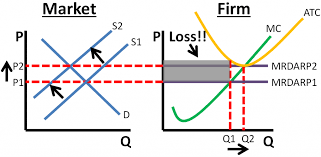 Market
Firm
P
S2
S1
P2
P1
D
Q
P
Loss!!
MC
ATC
MRDARP2
MRDARP1
Q1
Q2
Q